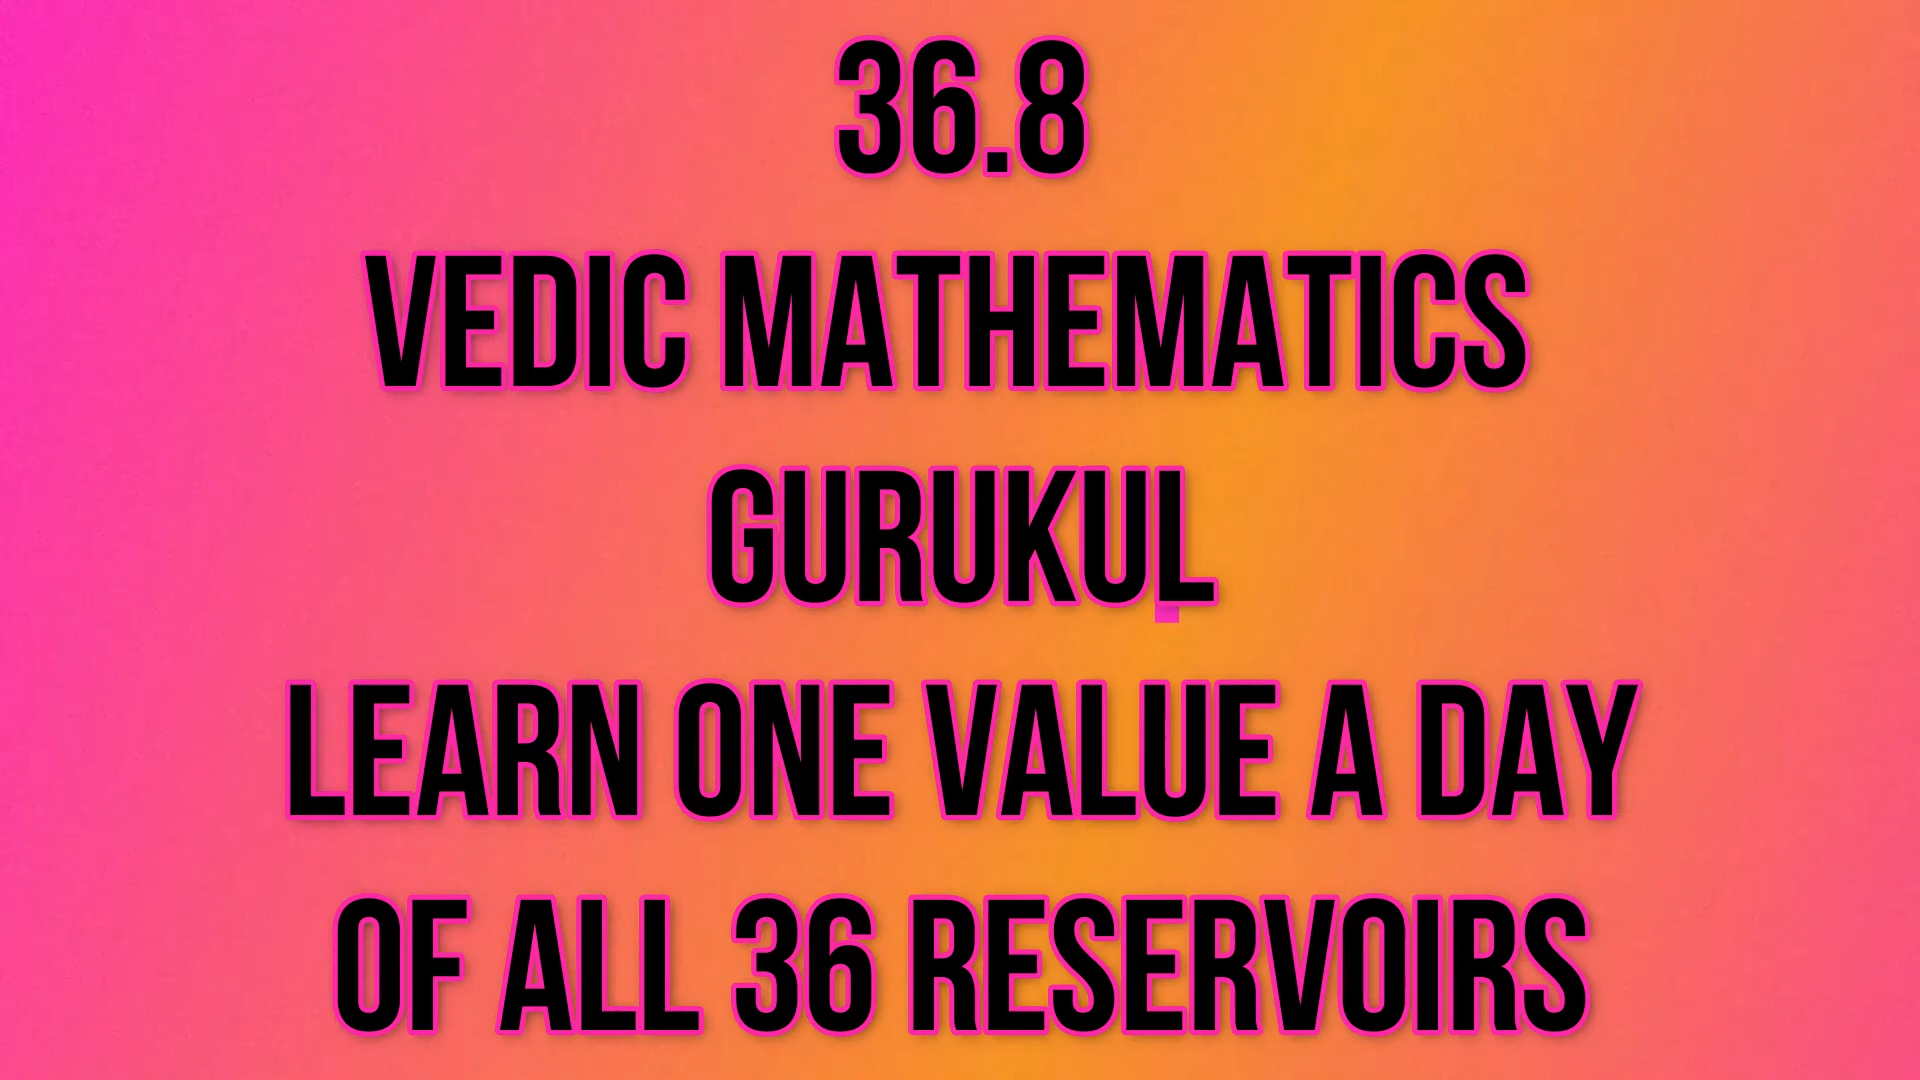 36.8
VEDIC MATHEMATICS
GURUKUL
LEARN ONE VALUE A DAY
OF ALL 36 RESERVOIRS